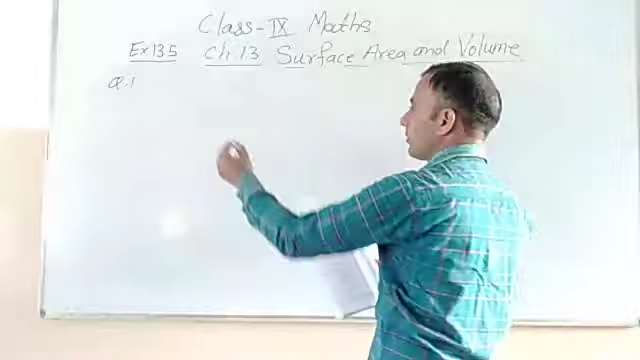 Class-IX Maths
Ex 13.5 Ch 13 Surface Area and Volume
Q.1